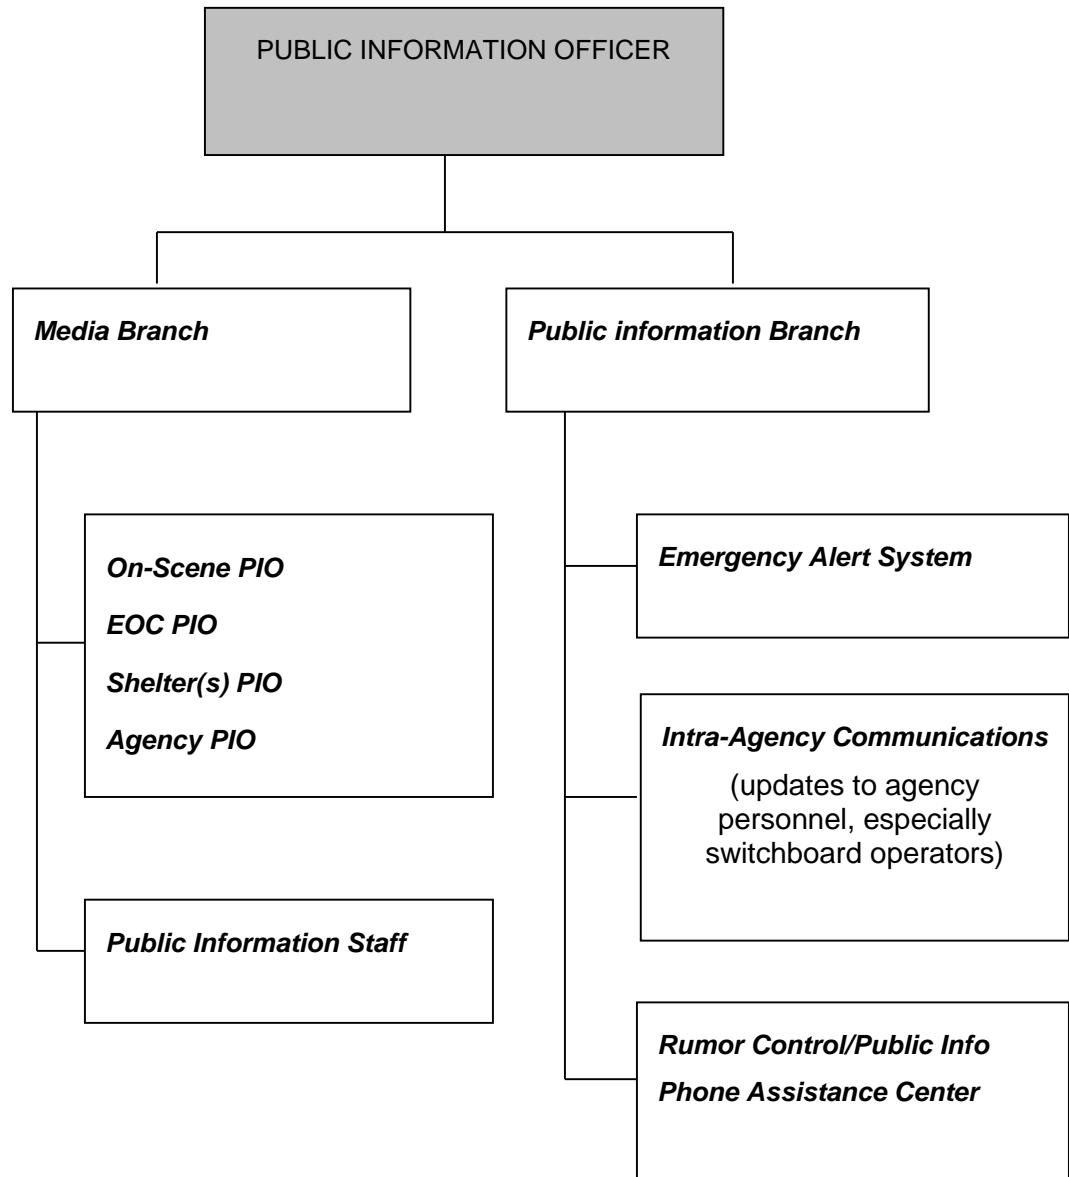 PUBLIC INFORMATION OFFICER
Media Branch
Public information Branch
On-Scene PIO
EOC PIO
Shelter(s) PIO
Agency PIO
Public Information Staff
Emergency Alert System
Intra-Agency Communications
(updates to agency
personnel, especially
switchboard operators)
Rumor Control/Public Info
Phone Assistance Center